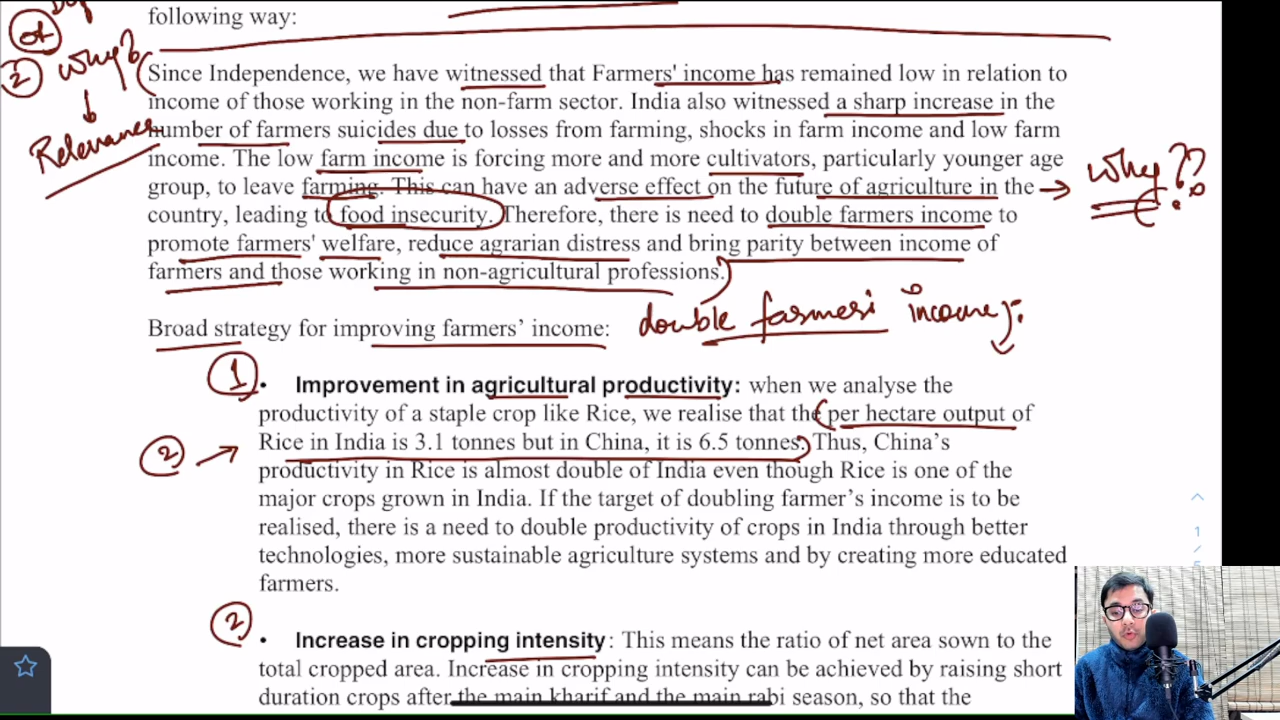 following way:
of
2 Why?
Relevance
Since Independence, we have witnessed that Farmers' income has remained low in relation to
income of those working in the non-farm sector. India also witnessed a sharp increase in the
number of farmers suicides due to losses from farming, shocks in farm income and low farm
income. The low farm income is forcing more and more cultivators, particularly younger age
group, to leave farming. This can have an adverse effect on the future of agriculture in the
country, leading to food insecurity. Therefore, there is need to double farmers income to
promote farmers' welfare, reduce agrarian distress and bring parity between income of
farmers and those working in non-agricultural professions.
why??
Broad strategy for improving farmers' income:
double farmers' income:
1
• Improvement in agricultural productivity: when we analyse the
productivity of a staple crop like Rice, we realise that the per hectare output of
2
Rice in India is 3.1 tonnes but in China, it is 6.5 tonnes. Thus, China's
productivity in Rice is almost double of India even though Rice is one of the
major crops grown in India. If the target of doubling farmer's income is to be
realised, there is a need to double productivity of crops in India through better
technologies, more sustainable agriculture systems and by creating more educated
farmers.
2
• Increase in cropping intensity: This means the ratio of net area sown to the
total cropped area. Increase in cropping intensity can be achieved by raising short
duration crops after the main kharif and the main rabi season, so that the
1
/